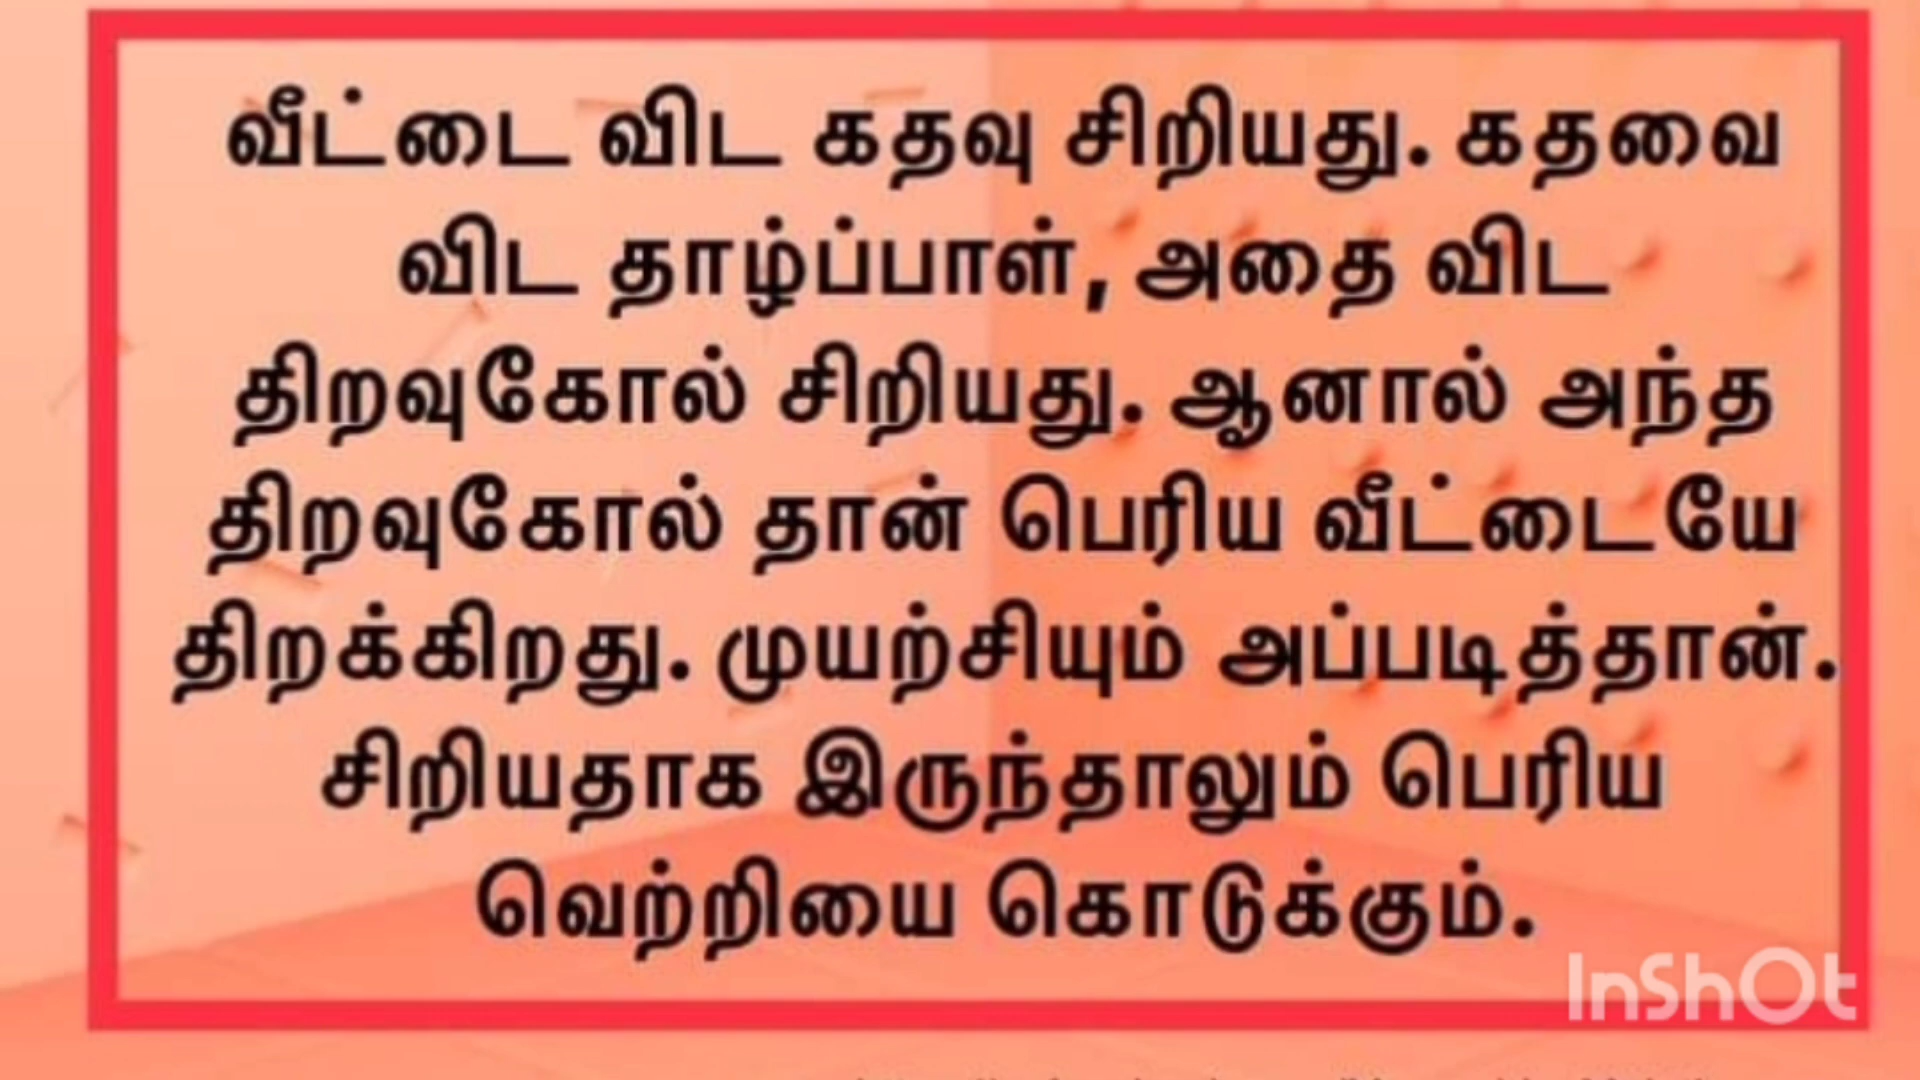 வீட்டை விட கதவு சிறியது. கதவை
விட தாழ்ப்பாள், அதை விட
திறவுகோல் சிறியது. ஆனால் அந்த
திறவுகோல் தான் பெரிய வீட்டையே
திறக்கிறது. முயற்சியும் அப்படித்தான்.
சிறியதாக இருந்தாலும் பெரிய
வெற்றியை கொடுக்கும்.
InShOt